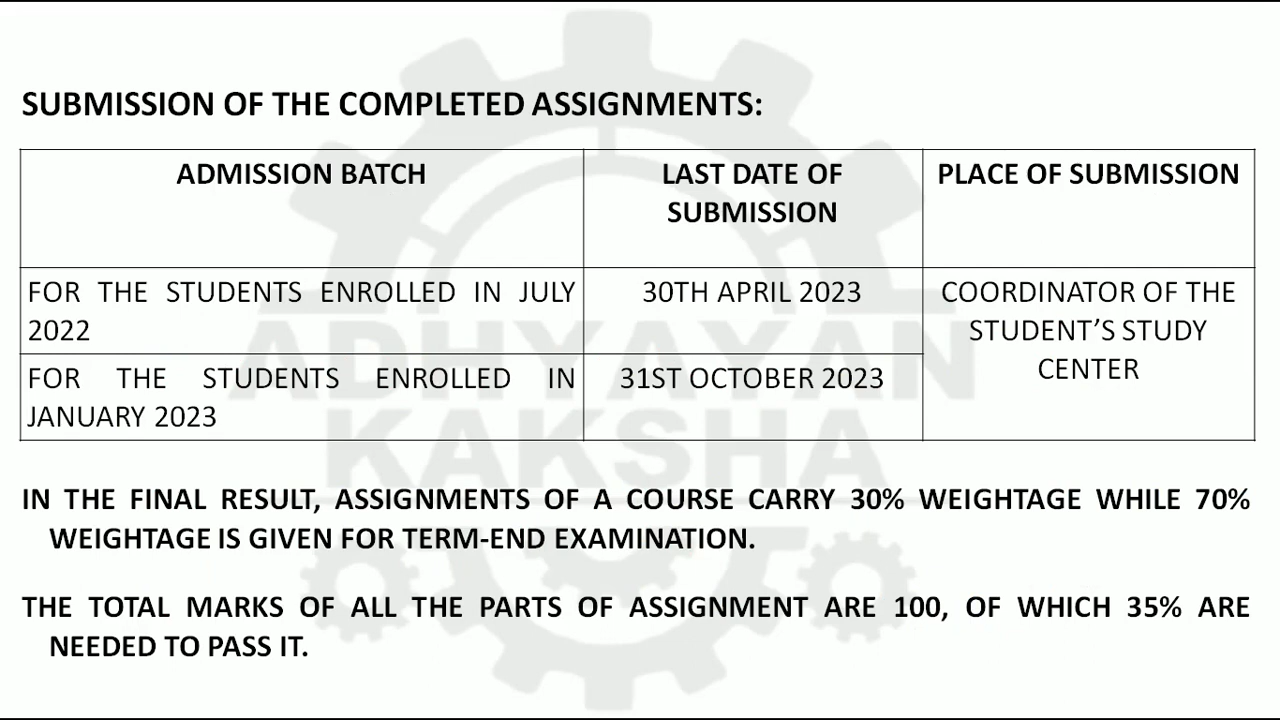 SUBMISSION OF THE COMPLETED ASSIGNMENTS:
ADMISSION BATCH
LAST DATE OF
SUBMISSION
PLACE OF SUBMISSION
FOR THE STUDENTS ENROLLED IN JULY
2022
30TH APRIL 2023
COORDINATOR OF THE
STUDENT’S STUDY
CENTER
FOR THE STUDENTS ENROLLED IN
JANUARY 2023
31ST OCTOBER 2023
ADHYAYAN
KAKSHA
IN THE FINAL RESULT, ASSIGNMENTS OF A COURSE CARRY 30% WEIGHTAGE WHILE 70%
WEIGHTAGE IS GIVEN FOR TERM-END EXAMINATION.
THE TOTAL MARKS OF ALL THE PARTS OF ASSIGNMENT ARE 100, OF WHICH 35% ARE
NEEDED TO PASS IT.